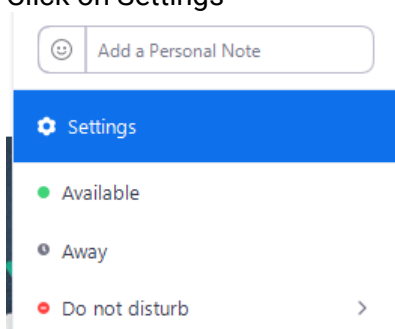 Click on Settings
Add a Personal Note
Settings
Available
Away
Do not disturb